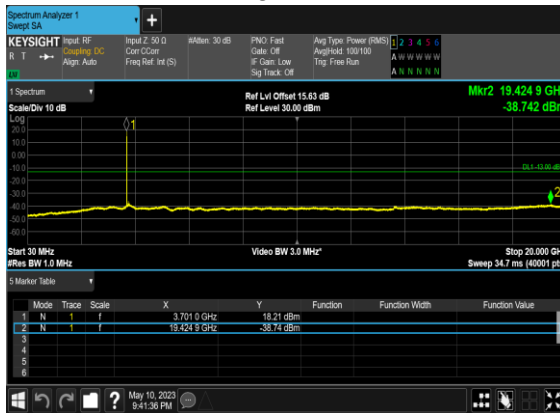 Spectrum Analyzer 1
Swept SA
KEYSIGHT Input: RF Input Z: 50 Ω #Atten: 30 dB PNO: Fast Avg Type: Power (RMS) 1 2 3 4 5 6
R T Coupling: DC Corr CCorr Gate: Off Avg|Hold: 100/100 A W W W W W
Align: Auto Freq Ref: Int (S) IF Gain: Low Trig: Free Run
Sig Track: Off A N N N N N
1 Spectrum Ref Lvl Offset 15.63 dB Mkr2 19.424 9 GH
Scale/Div 10 dB Ref Level 30.00 dBm -38.742 dBm
Log
20.0 1
10.0
0.00
-10.0 DL1 -13.00 dB
-20.0
-30.0 2
-40.0
-50.0
-60.0
Start 30 MHz Video BW 3.0 MHz* Stop 20.000 GH
#Res BW 1.0 MHz Sweep 34.7 ms (40001 pt
5 Marker Table
Mode Trace Scale X Y Function Function Width Function Value
1 N 1 f 3.701 0 GHz 18.21 dBm
2 N 1 f 19.424 9 GHz -38.74 dBm
3
4
5
6
? May 10, 2023
9:41:36 PM